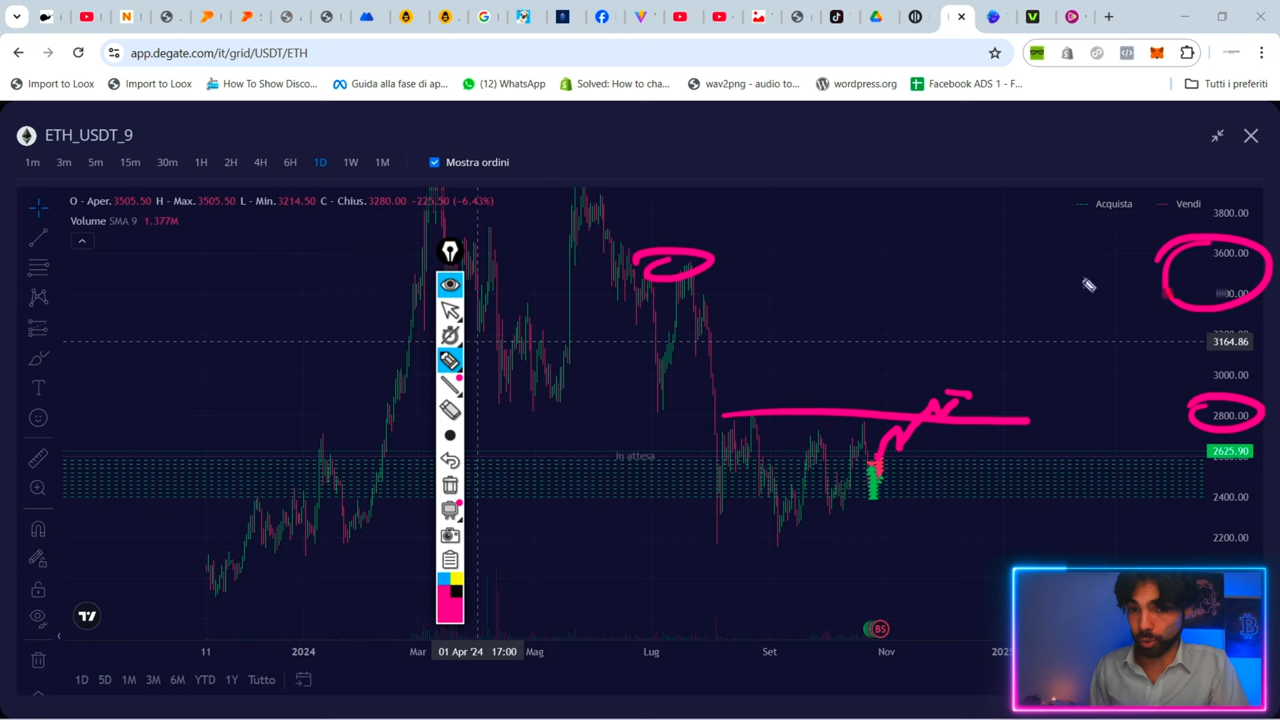 app.degate.com/it/grid/USDT/ETH
Import to Loox
Import to Loox
How To Show Disco...
Guida alla fase di ap...
(12) WhatsApp
Solved: How to cha...
wav2png - audio to...
wordpress.org
Facebook ADS 1 - F...
Tutti i preferiti
ETH_USDT_9
1m 3m 5m 15m 30m 1H 2H 4H 6H 1D 1W 1M Mostra ordini
O - Aper. 3505.50 H - Max. 3505.50 L - Min. 3214.50 C - Chius. 3280.00 -225.50 (-6.43%)
Acquista Vendi
3800.00
Volume SMA 9 1.377M
3600.00
3164.86
3000.00
2800.00
In attesa
2625.90
2400.00
2200.00
BS
11 2024 Mar 01 Apr '24 17:00 Mag Lug Set Nov
1D 5D 1M 3M 6M YTD 1Y Tutto